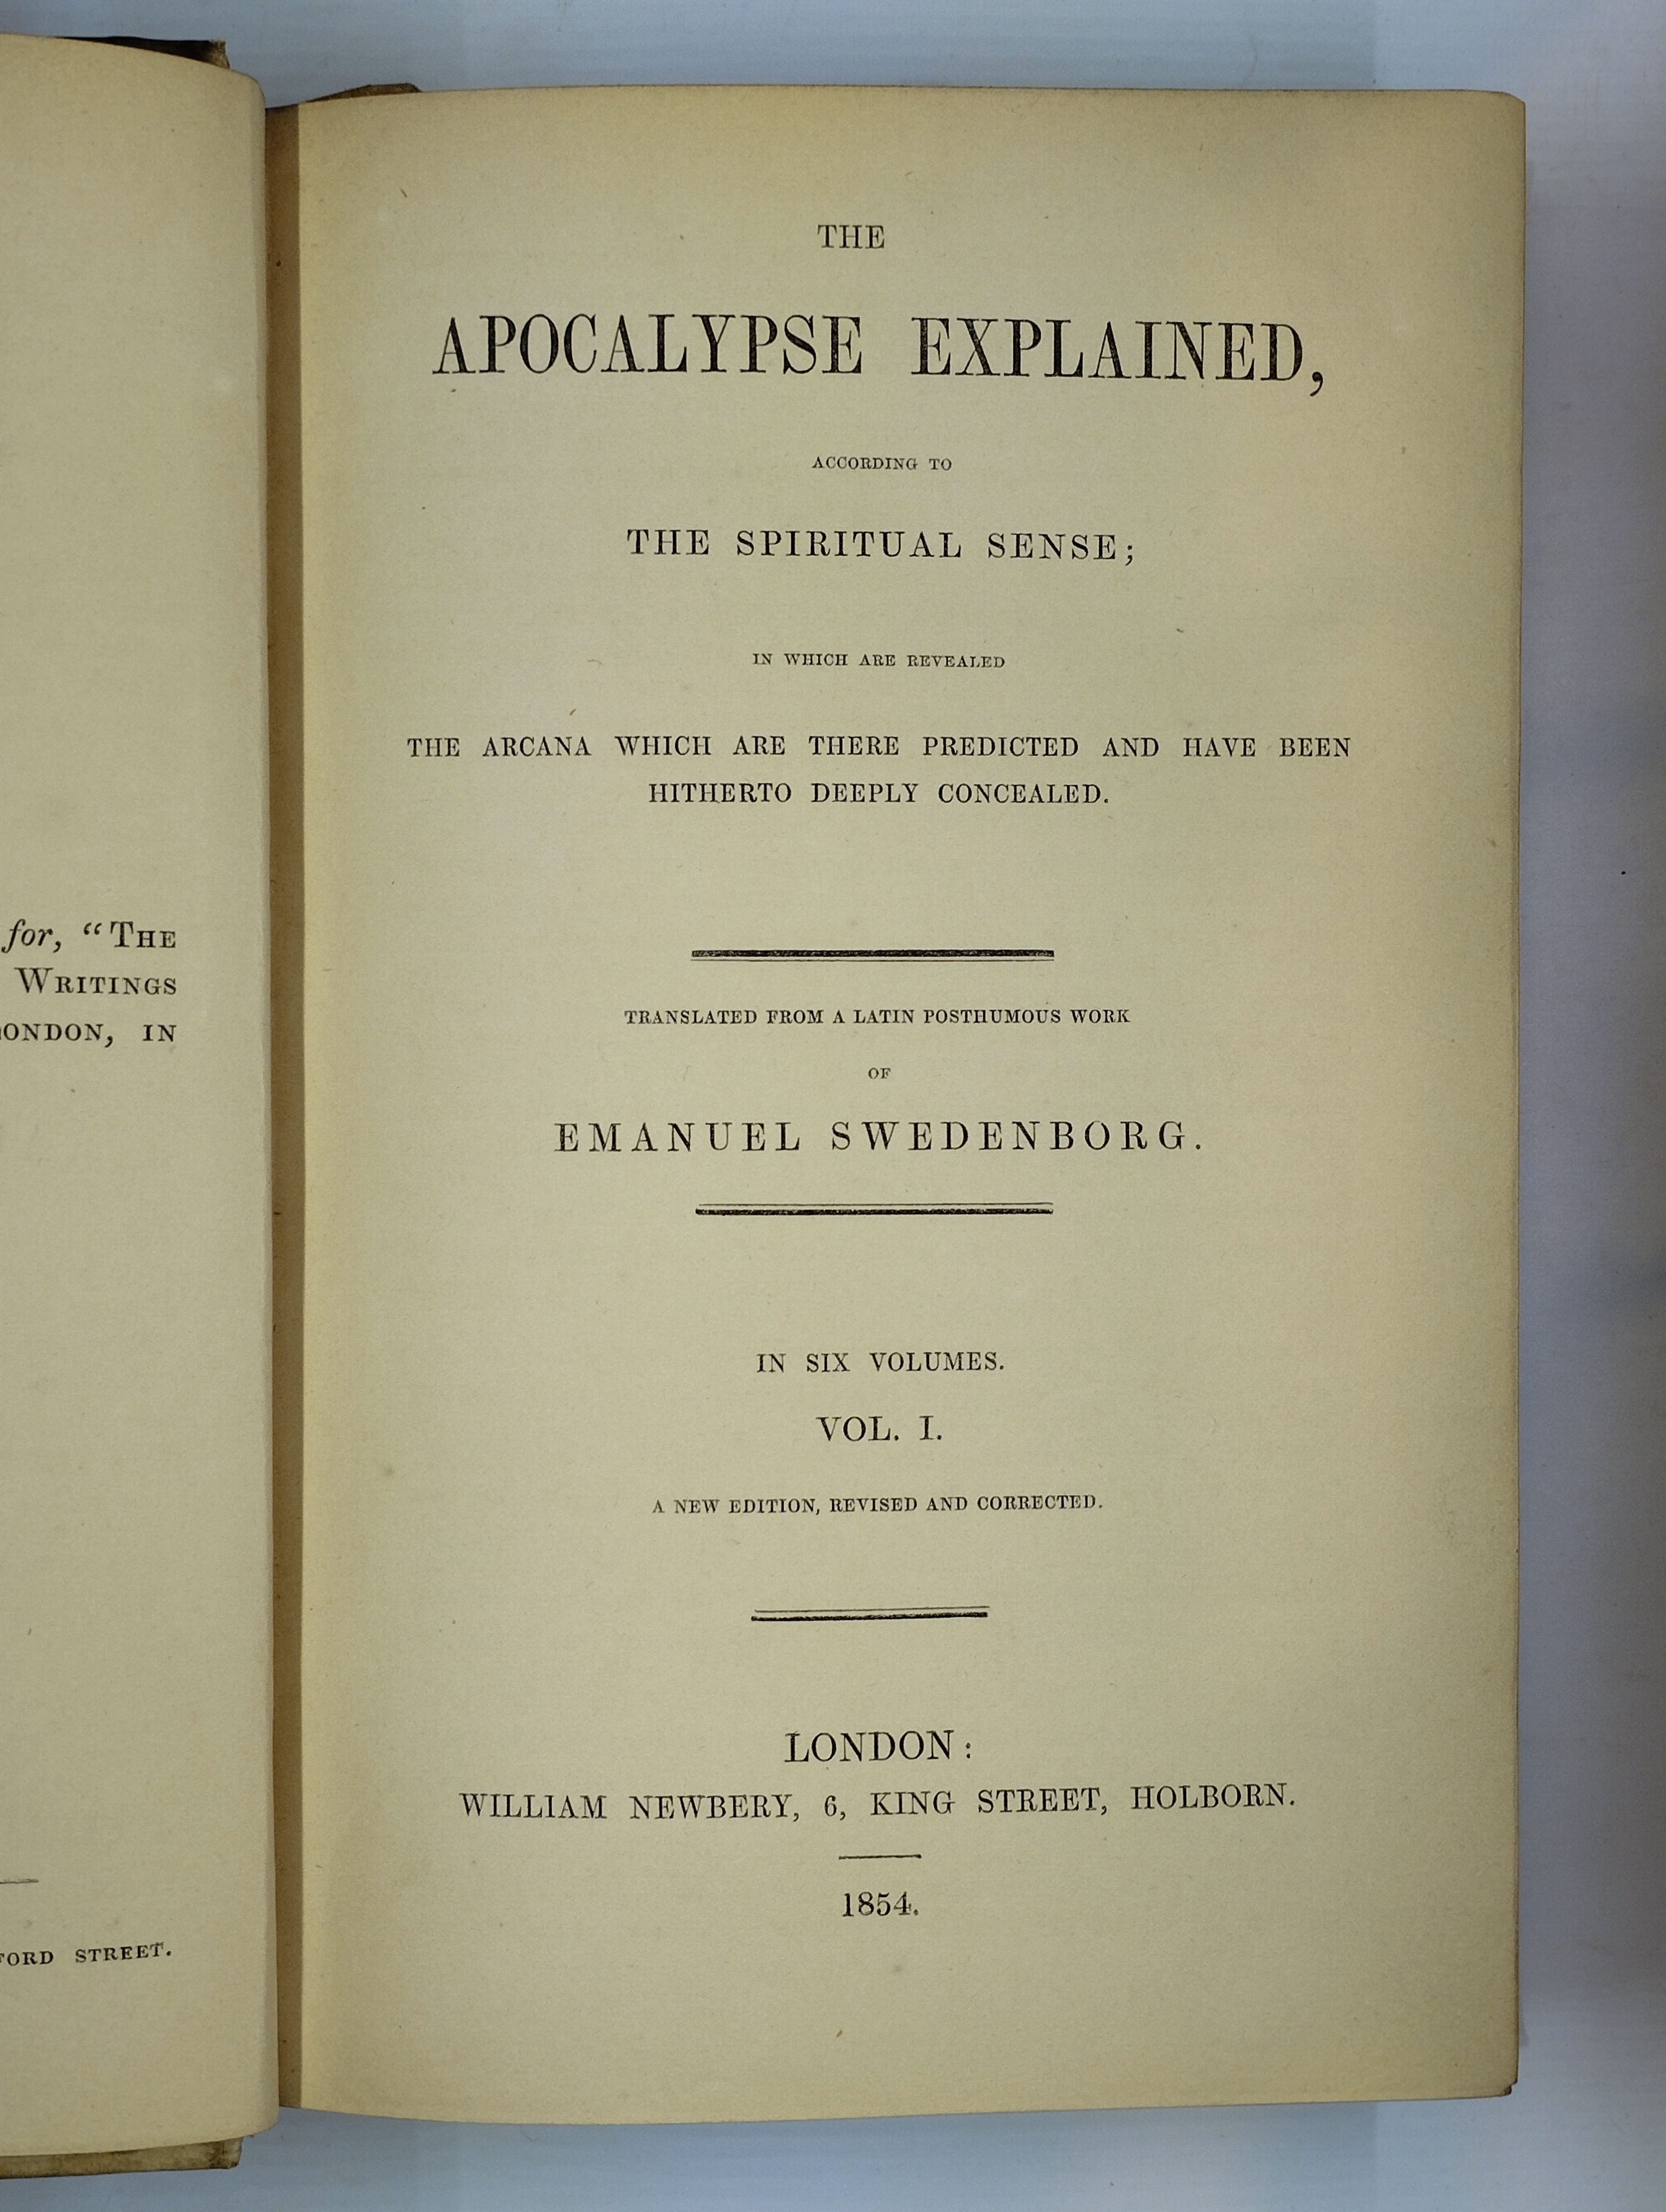 for, “THE
WRITINGS
LONDON, IN
STREET.
THE
APOCALYPSE EXPLAINED,
ACCORDING TO
THE SPIRITUAL SENSE;
IN WHICH ARE REVEALED
THE ARCANA WHICH ARE THERE PREDICTED AND HAVE BEEN
HITHERTO DEEPLY CONCEALED.
TRANSLATED FROM A LATIN POSTHUMOUS WORK
OF
EMANUEL SWEDENBORG.
IN SIX VOLUMES.
VOL. I.
A NEW EDITION, REVISED AND CORRECTED.
LONDON:
WILLIAM NEWBERY, 6, KING STREET, HOLBORN.
1854.